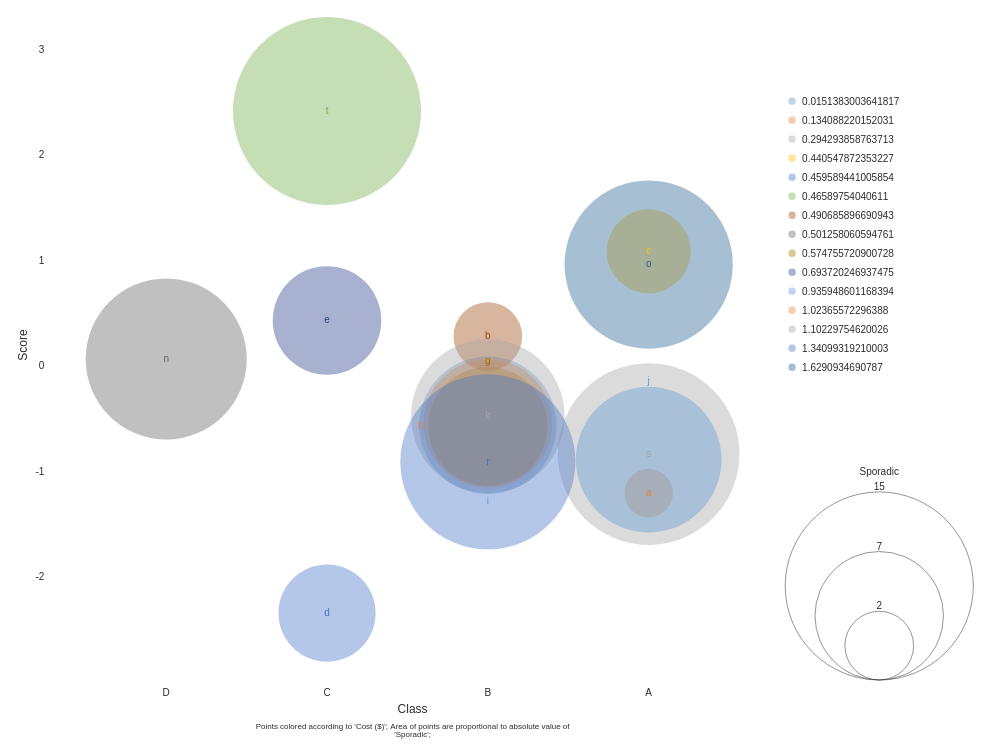 3
2
1
0
-1
-2
Score
t
c
o
e
n
b
g
k
h
r
i
j
s
a
d
D
C
B
A
Class
Points colored according to 'Cost ($)'; Area of points are proportional to absolute value of
'Sporadic';
0.0151383003641817
0.134088220152031
0.294293858763713
0.440547872353227
0.459589441005854
0.46589754040611
0.490685896690943
0.501258060594761
0.574755720900728
0.693720246937475
0.935948601168394
1.02365572296388
1.10229754620026
1.34099319210003
1.6290934690787
Sporadic
15
7
2